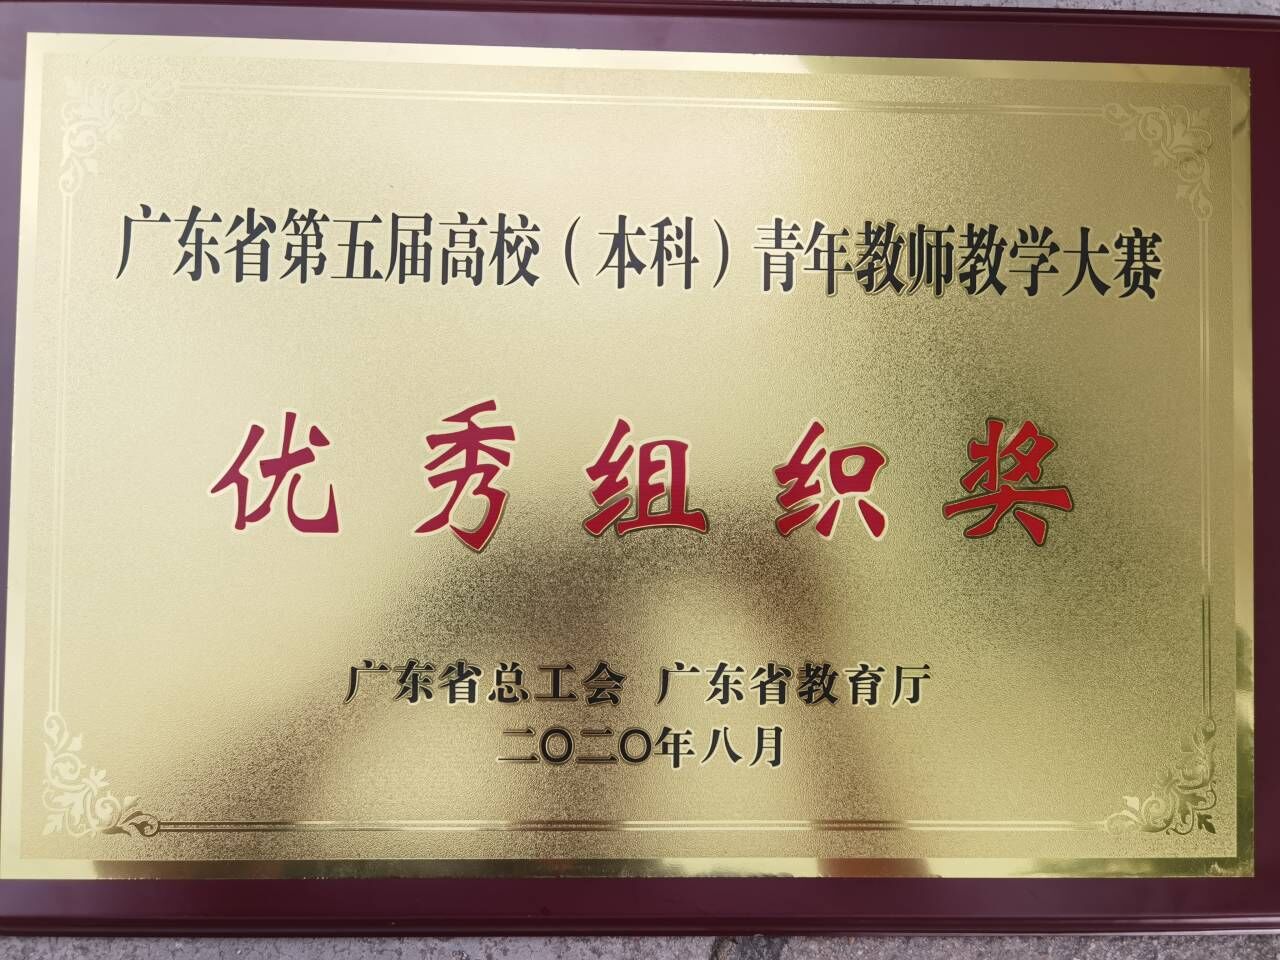 广东省第五届高校（本科）青年教师教学大赛
优秀组织奖
广东省总工会 广东省教育厅
二〇二〇年八月